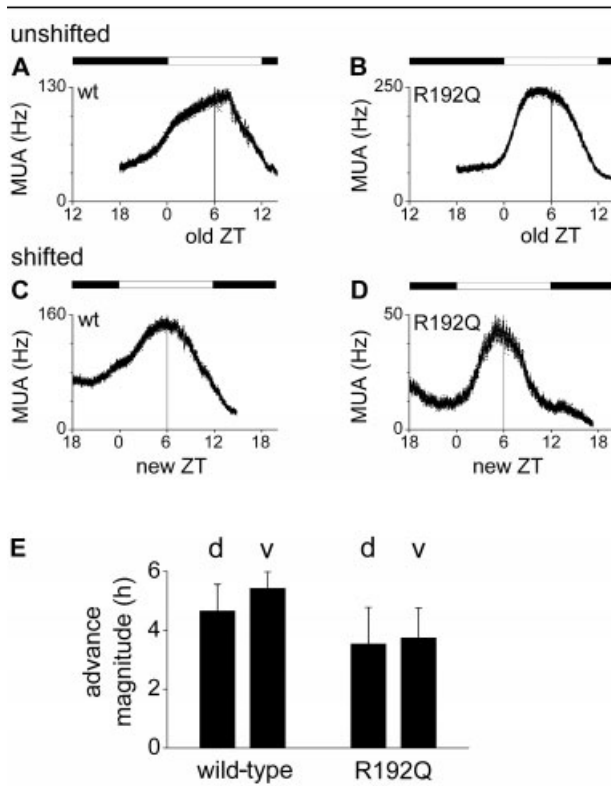 unshifted
A B
130 wt 250 R192Q
MUA (Hz) MUA (Hz)
0 0
12 18 0 6 12 12 18 0 6 12
old ZT old ZT
shifted
C D
160 wt 50 R192Q
MUA (Hz) MUA (Hz)
0 0
18 0 6 12 18 18 0 6 12 18
new ZT new ZT
E d v d v
6
advance
magnitude (h)
4
2
0
wild-type R192Q